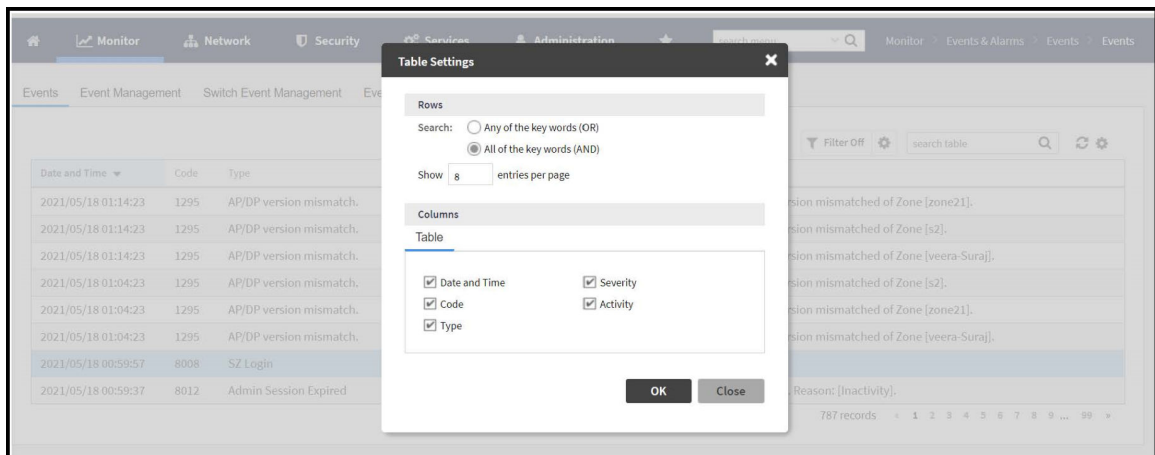 Monitor Network Security Services Administration search menu Monitor > Events & Alarms > Events > Events
Table Settings
Events Event Management Switch Event Management Eve
Rows
Search: Any of the key words (OR)
All of the key words (AND)
Filter Off search table
Show 8 entries per page
Date and Time Code Type
2021/05/18 01:14:23 1295 AP/DP version mismatch. sion mismatched of Zone [zone21].
Columns
2021/05/18 01:14:23 1295 AP/DP version mismatch. sion mismatched of Zone [s2].
Table
2021/05/18 01:14:23 1295 AP/DP version mismatch. sion mismatched of Zone [veera-Suraj].
Date and Time Severity
2021/05/18 01:04:23 1295 AP/DP version mismatch. sion mismatched of Zone [s2].
Code Activity
2021/05/18 01:04:23 1295 AP/DP version mismatch. sion mismatched of Zone [zone21].
Type
2021/05/18 01:04:23 1295 AP/DP version mismatch. sion mismatched of Zone [veera-Suraj].
2021/05/18 00:59:57 8008 SZ Login
2021/05/18 00:59:37 8012 Admin Session Expired Reason: [Inactivity].
OK Close
787 records « 1 2 3 4 5 6 7 8 9 ... 99 »